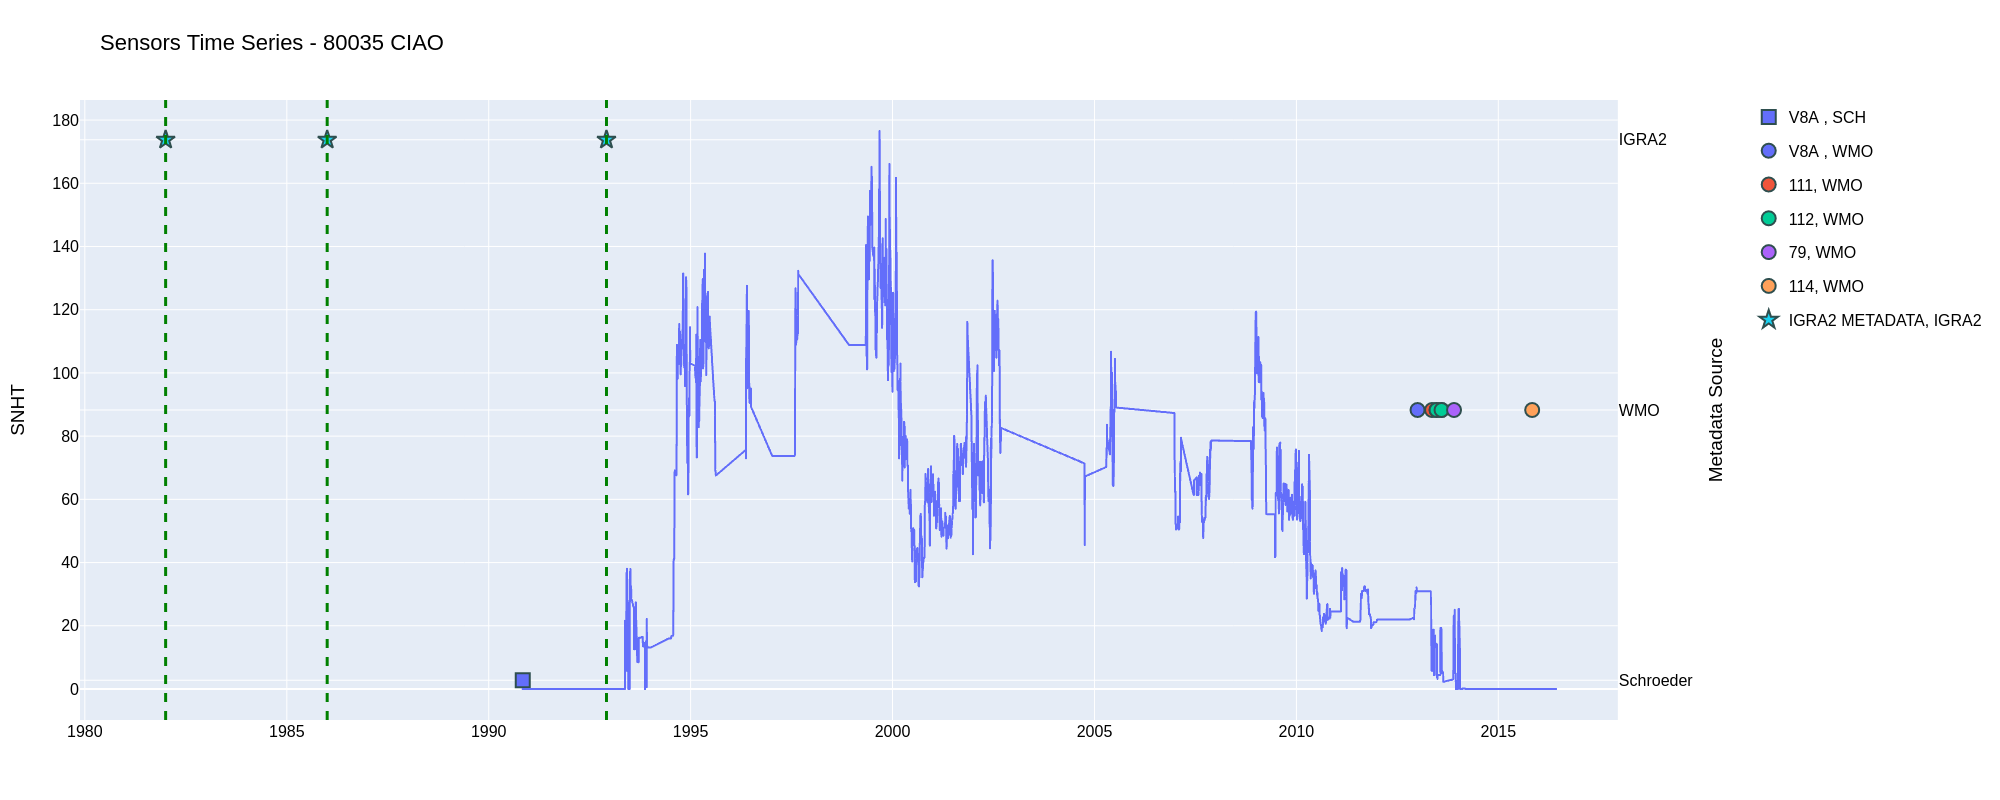 Sensors Time Series - 80035 CIAO
SNHT
180
160
140
120
100
80
60
40
20
0
1980
1985
1990
1995
2000
2005
2010
2015
IGRA2
WMO
Schroeder
Metadata Source
V8A , SCH
V8A , WMO
111, WMO
112, WMO
79, WMO
114, WMO
IGRA2 METADATA, IGRA2